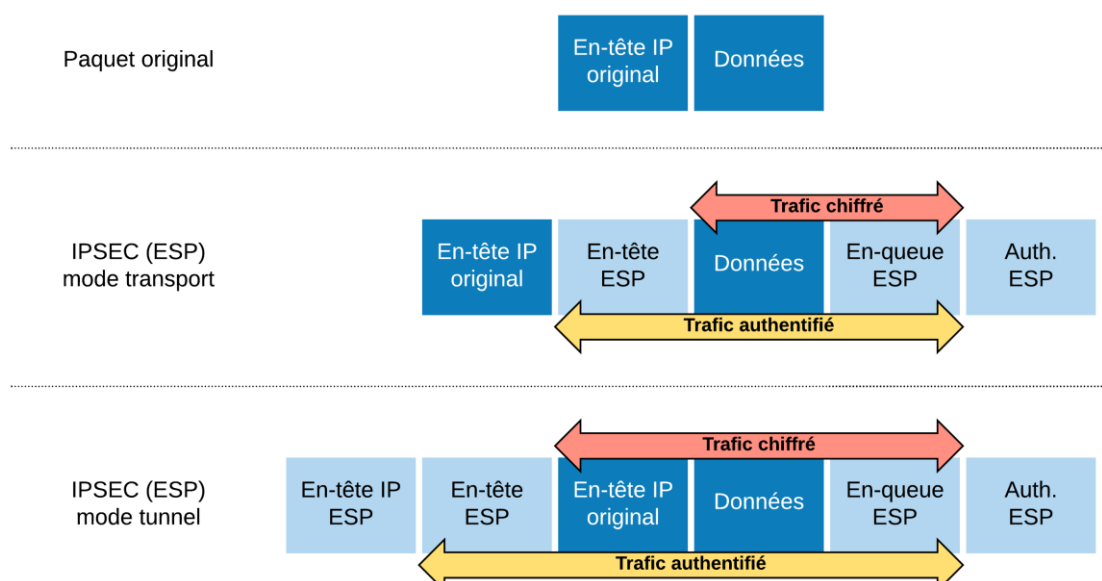 Paquet original
En-tête IP
original
Données
Trafic chiffré
IPSEC (ESP)
mode transport
En-tête IP
original
En-tête
ESP
Données
En-queue
ESP
Auth.
ESP
Trafic authentifié
Trafic chiffré
IPSEC (ESP)
mode tunnel
En-tête IP
ESP
En-tête
ESP
En-tête IP
original
Données
En-queue
ESP
Auth.
ESP
Trafic authentifié